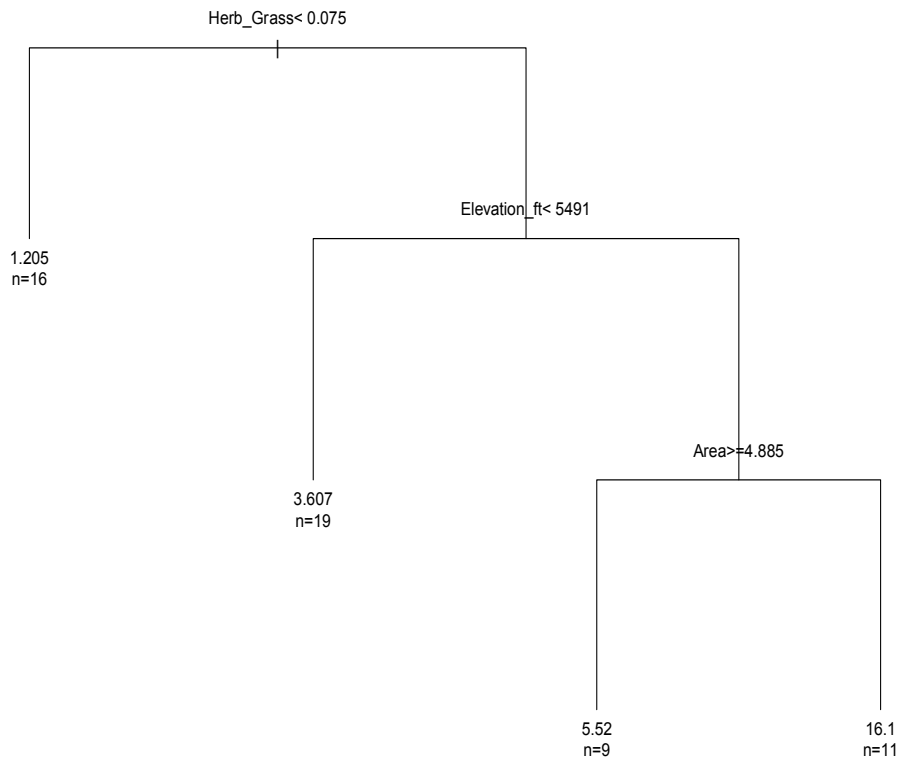 Herb_Grass< 0.075
Elevation_ft< 5491
1.205
n=16
Area>=4.885
3.607
n=19
5.52
n=9
16.1
n=11